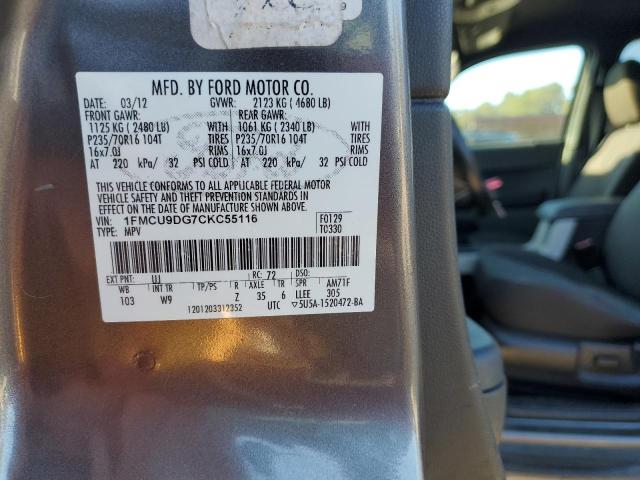 MFD. BY FORD MOTOR CO.
DATE: 03/12 GVWR: 2123 KG ( 4680 LB)
FRONT GAWR: REAR GAWR:
1125 KG ( 2480 LB) WITH 1061 KG ( 2340 LB) WITH
P235/70R16 104T TIRES P235/70R16 104T TIRES
16x7.0J RIMS 16x7.0J RIMS
AT 220 kPa/ 32 PSI COLD AT 220 kPa/ 32 PSI COLD
THIS VEHICLE CONFORMS TO ALL APPLICABLE FEDERAL MOTOR
VEHICLE SAFETY AND THEFT PREVENTION STANDARDS IN
EFFECT ON THE DATE OF MANUFACTURE SHOWN ABOVE.
VIN: 1FMCU9DG7CKC55116 F0129
TYPE: MPV T0330
EXT PNT: UJ RC: 72 DSO:
WB INT TR TP/PS R AXLE TR SPR AM71F
103 W9 Z 35 6 LLEE 305
1201203312352 UTC ▽5U5A-1520472-BA